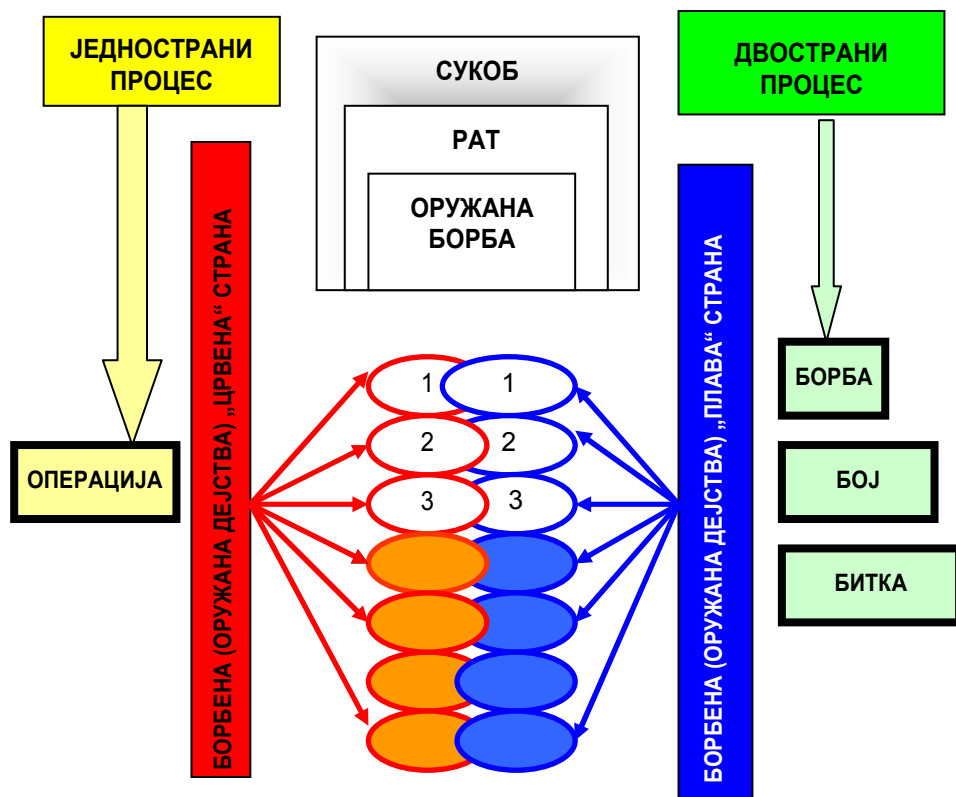 ЈЕДНОСТРАНИ
ПРОЦЕС
СУКОБ
РАТ
ОРУЖАНА
БОРБА
ДВОСТРАНИ
ПРОЦЕС
БОРБЕНА (ОРУЖАНА ДЕЈСТВА) „ЦРВЕНА“ СТРАНА
БОРБЕНА (ОРУЖАНА ДЕЈСТВА) „ПЛАВА“ СТРАНА
1 1
2 2
3 3
ОПЕРАЦИЈА
БОРБА
БОЈ
БИТКА